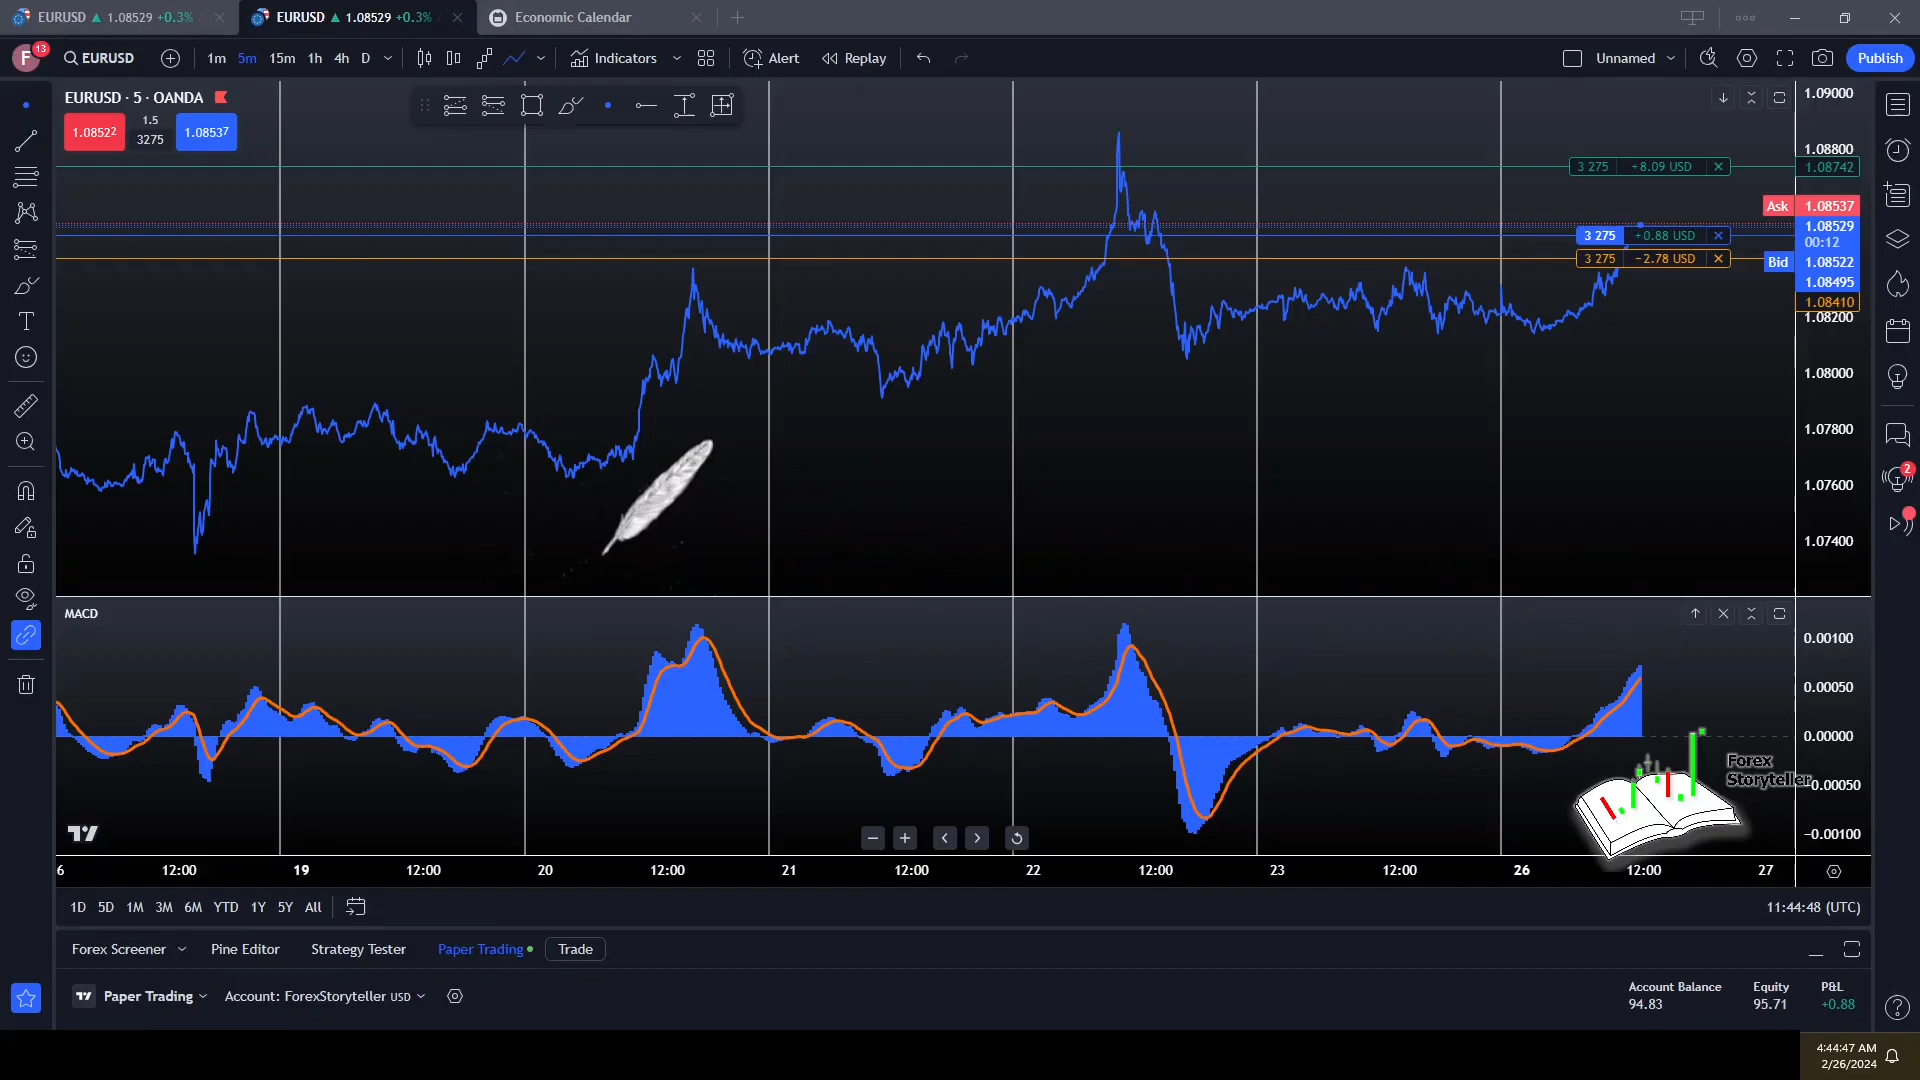 EURUSD ▲ 1.08529 +0.3% /
EURUSD ▲ 1.08529 +0.3% /
Economic Calendar
F 13
EURUSD
1m 5m 15m 1h 4h D
Indicators
Alert
Replay
Unnamed
Publish
EURUSD · 5 · OANDA
1.08522
1.5
3275
1.08537
1.09000
1.08800
3 275 +8.09 USD
1.08742
Ask 1.08537
1.08529
00:12
3 275 +0.88 USD
3 275 −2.78 USD
Bid 1.08522
1.08495
1.08410
1.08200
1.08000
1.07800
1.07600
1.07400
2
MACD
0.00100
0.00050
0.00000
−0.00050
−0.00100
Forex
Storyteller
6 12:00 19 12:00 20 12:00 21 12:00 22 12:00 23 12:00 26 12:00 27
1D 5D 1M 3M 6M YTD 1Y 5Y All
11:44:48 (UTC)
Forex Screener Pine Editor Strategy Tester Paper Trading Trade
Paper Trading Account: ForexStoryteller USD
Account Balance Equity P&L
94.83 95.71 +0.88
4:44:47 AM
2/26/2024